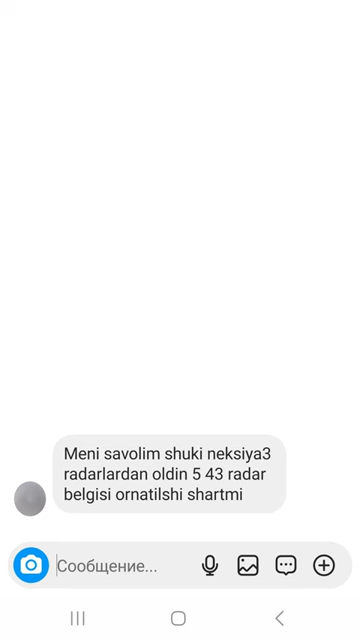 Meni savolim shuki neksiya3
radarlardan oldin 5 43 radar
belgisi ornatilshi shartmi
Сообщение...